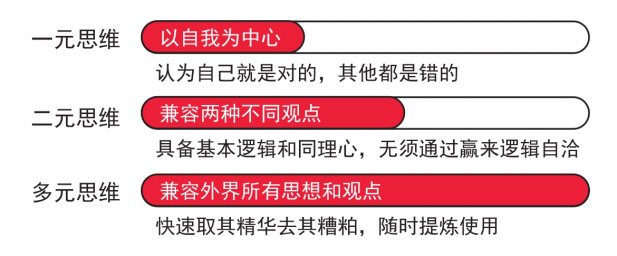 一元思维 以自我为中心
认为自己就是对的，其他都是错的
二元思维 兼容两种不同观点
具备基本逻辑和同理心，无须通过赢来逻辑自洽
多元思维 兼容外界所有思想和观点
快速取其精华去其糟粕，随时提炼使用